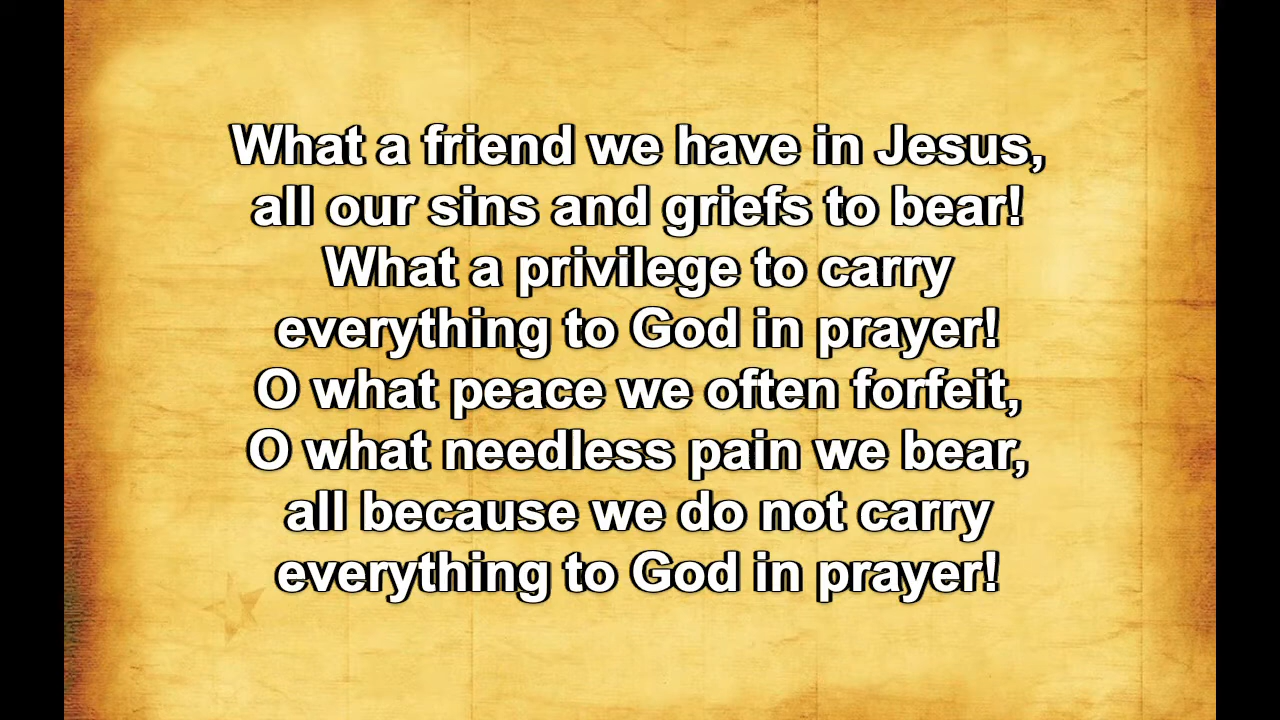 What a friend we have in Jesus,
all our sins and griefs to bear!
What a privilege to carry
everything to God in prayer!
O what peace we often forfeit,
O what needless pain we bear,
all because we do not carry
everything to God in prayer!